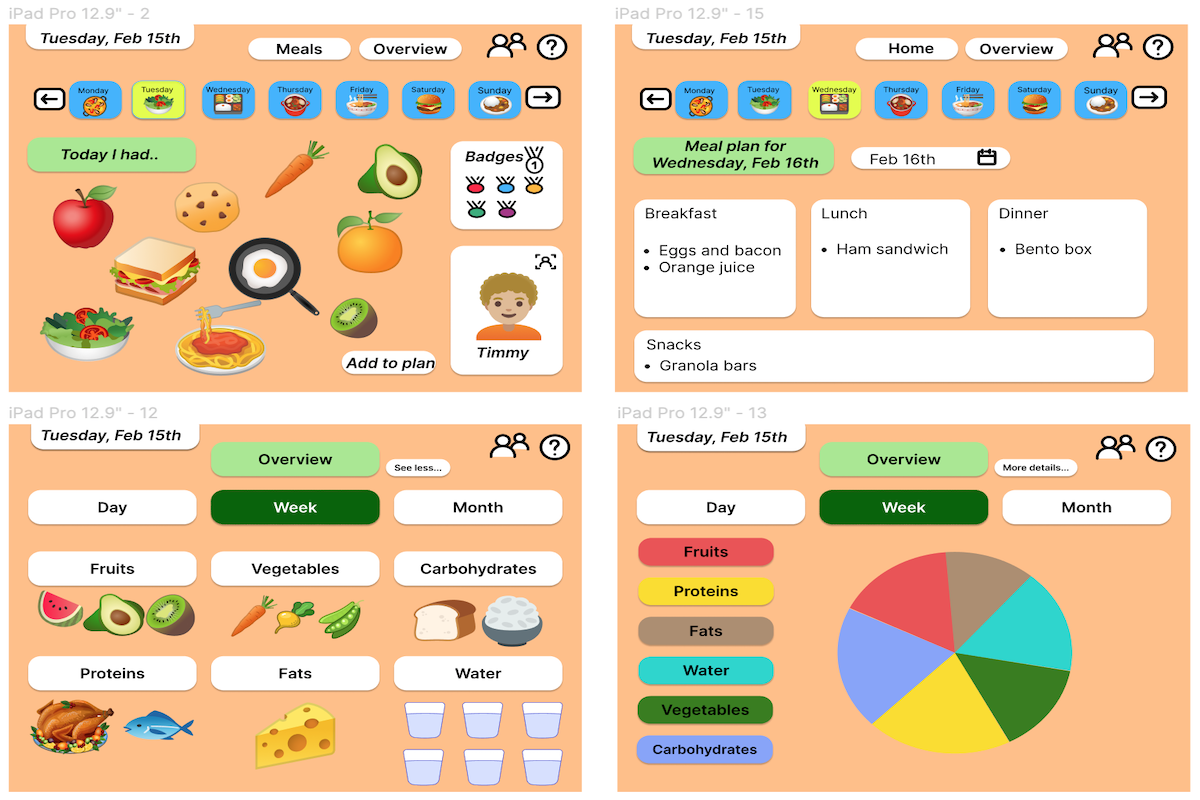 iPad Pro 12.9" - 2
Tuesday, Feb 15th
Meals
Overview
?
Monday
Tuesday
Wednesday
Thursday
Friday
Saturday
Sunday
Today I had..
Badges
1
Timmy
Add to plan
iPad Pro 12.9" - 15
Tuesday, Feb 15th
Home
Overview
?
Monday
Tuesday
Wednesday
Thursday
Friday
Saturday
Sunday
Meal plan for
Wednesday, Feb 16th
Feb 16th
Breakfast
• Eggs and bacon
• Orange juice
Lunch
• Ham sandwich
Dinner
• Bento box
Snacks
• Granola bars
iPad Pro 12.9" - 12
Tuesday, Feb 15th
Overview
See less...
?
Day
Week
Month
Fruits
Vegetables
Carbohydrates
Proteins
Fats
Water
iPad Pro 12.9" - 13
Tuesday, Feb 15th
Overview
More details...
?
Day
Week
Month
Fruits
Proteins
Fats
Water
Vegetables
Carbohydrates